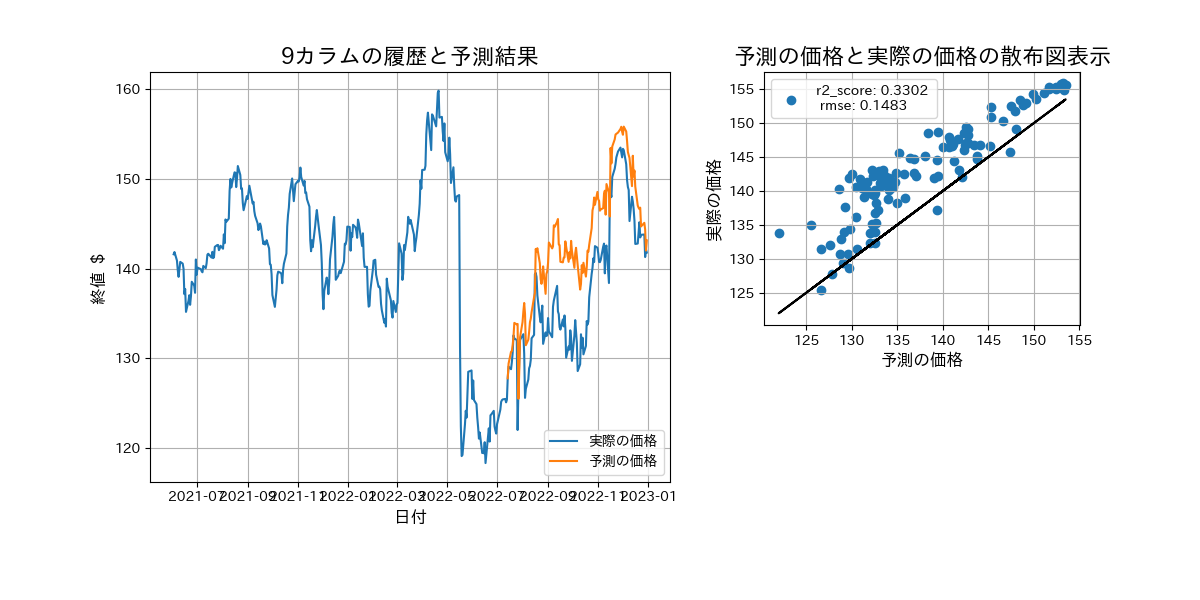 9カラムの履歴と予測結果
160
150
140
130
120
終値 $
2021-07 2021-09 2021-11 2022-01 2022-03 2022-05 2022-07 2022-09 2022-11 2023-01
日付
実際の価格
予測の価格
予測の価格と実際の価格の散布図表示
r2_score: 0.3302
rmse: 0.1483
155
150
145
140
135
130
125
実際の価格
125 130 135 140 145 150 155
予測の価格